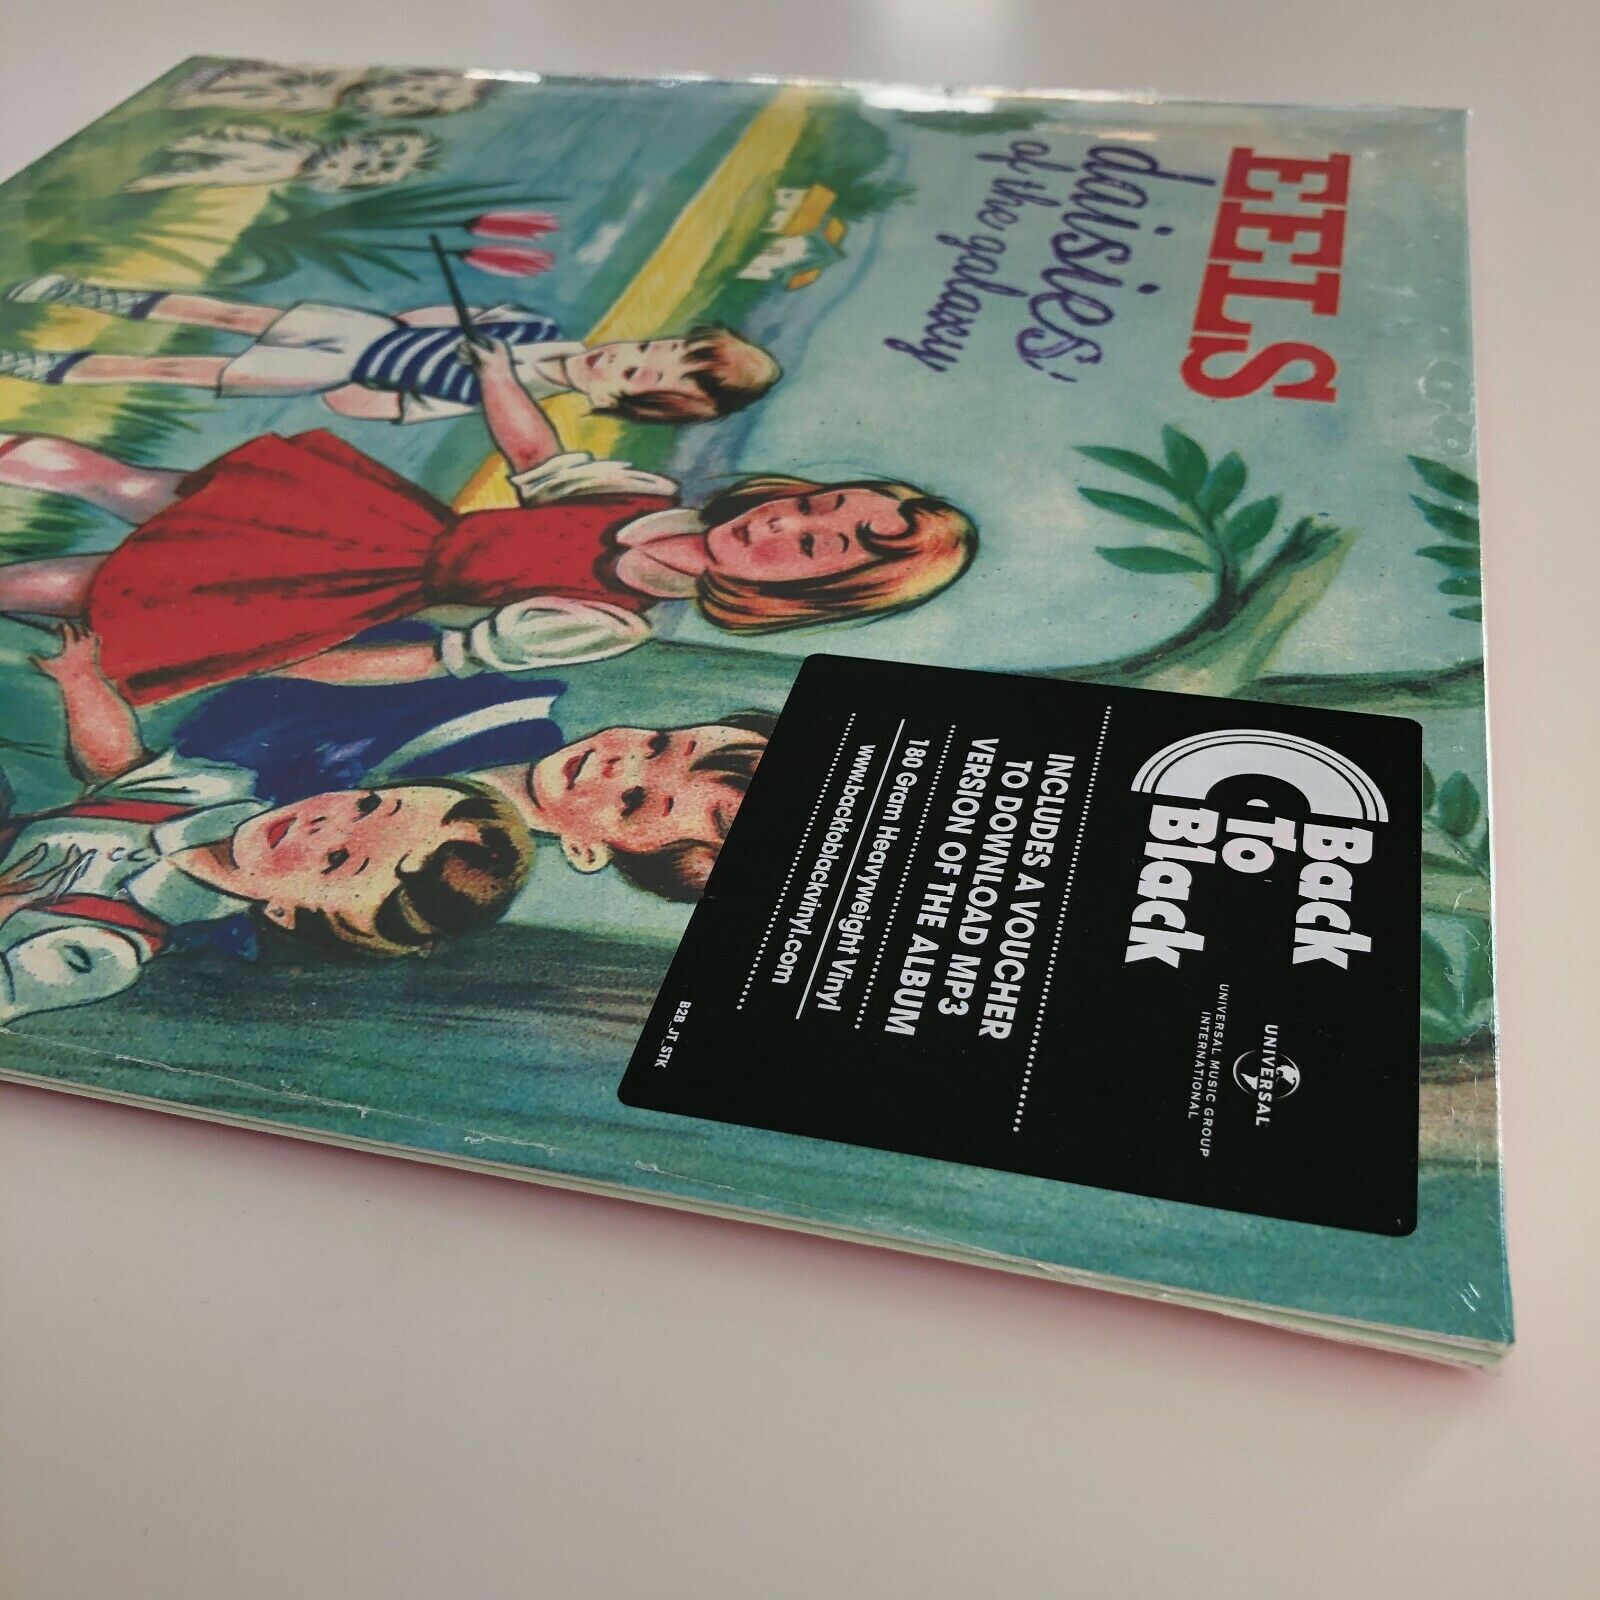 EELS
daisies
of the galaxy
Back
To
Black
UNIVERSAL
UNIVERSAL MUSIC GROUP
INTERNATIONAL
INCLUDES A VOUCHER
TO DOWNLOAD MP3
VERSION OF THE ALBUM
180 Gram Heavyweight Vinyl
www.backtoblackvinyl.com
B2B_JT_STK